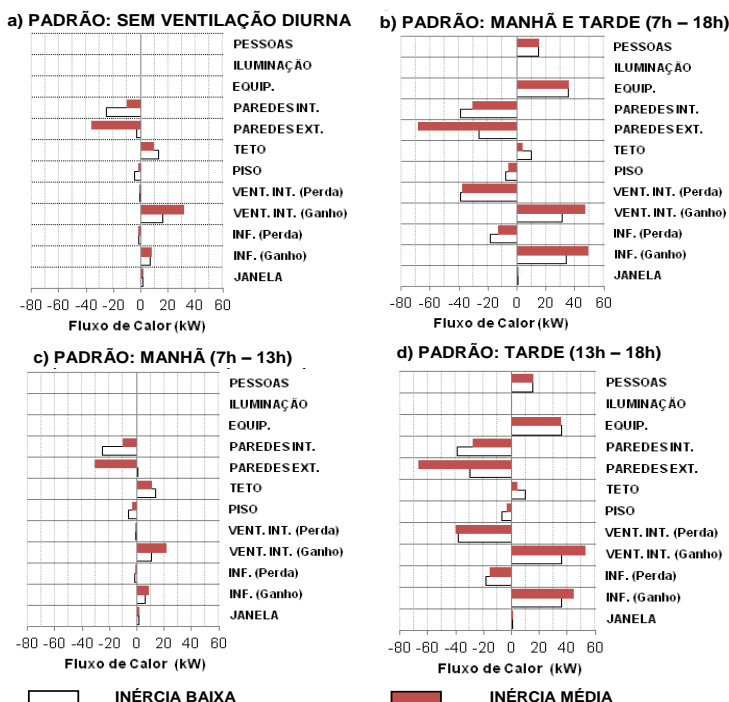 a) PADRÃO: SEM VENTILAÇÃO DIURNA
PESSOAS
ILUMINAÇÃO
EQUIP.
PAREDES INT.
PAREDES EXT.
TETO
PISO
VENT. INT. (Perda)
VENT. INT. (Ganho)
INF. (Perda)
INF. (Ganho)
JANELA
-80 -60 -40 -20 0 20 40 60
Fluxo de Calor (kW)
b) PADRÃO: MANHÃ E TARDE (7h – 18h)
PESSOAS
ILUMINAÇÃO
EQUIP.
PAREDES INT.
PAREDES EXT.
TETO
PISO
VENT. INT. (Perda)
VENT. INT. (Ganho)
INF. (Perda)
INF. (Ganho)
JANELA
-80 -60 -40 -20 0 20 40 60
Fluxo de Calor (kW)
c) PADRÃO: MANHÃ (7h – 13h)
PESSOAS
ILUMINAÇÃO
EQUIP.
PAREDES INT.
PAREDES EXT.
TETO
PISO
VENT. INT. (Perda)
VENT. INT. (Ganho)
INF. (Perda)
INF. (Ganho)
JANELA
-80 -60 -40 -20 0 20 40 60
Fluxo de Calor (kW)
d) PADRÃO: TARDE (13h – 18h)
PESSOAS
ILUMINAÇÃO
EQUIP.
PAREDES INT.
PAREDES EXT.
TETO
PISO
VENT. INT. (Perda)
VENT. INT. (Ganho)
INF. (Perda)
INF. (Ganho)
JANELA
-80 -60 -40 -20 0 20 40 60
Fluxo de Calor (kW)
INÉRCIA BAIXA
INÉRCIA MÉDIA